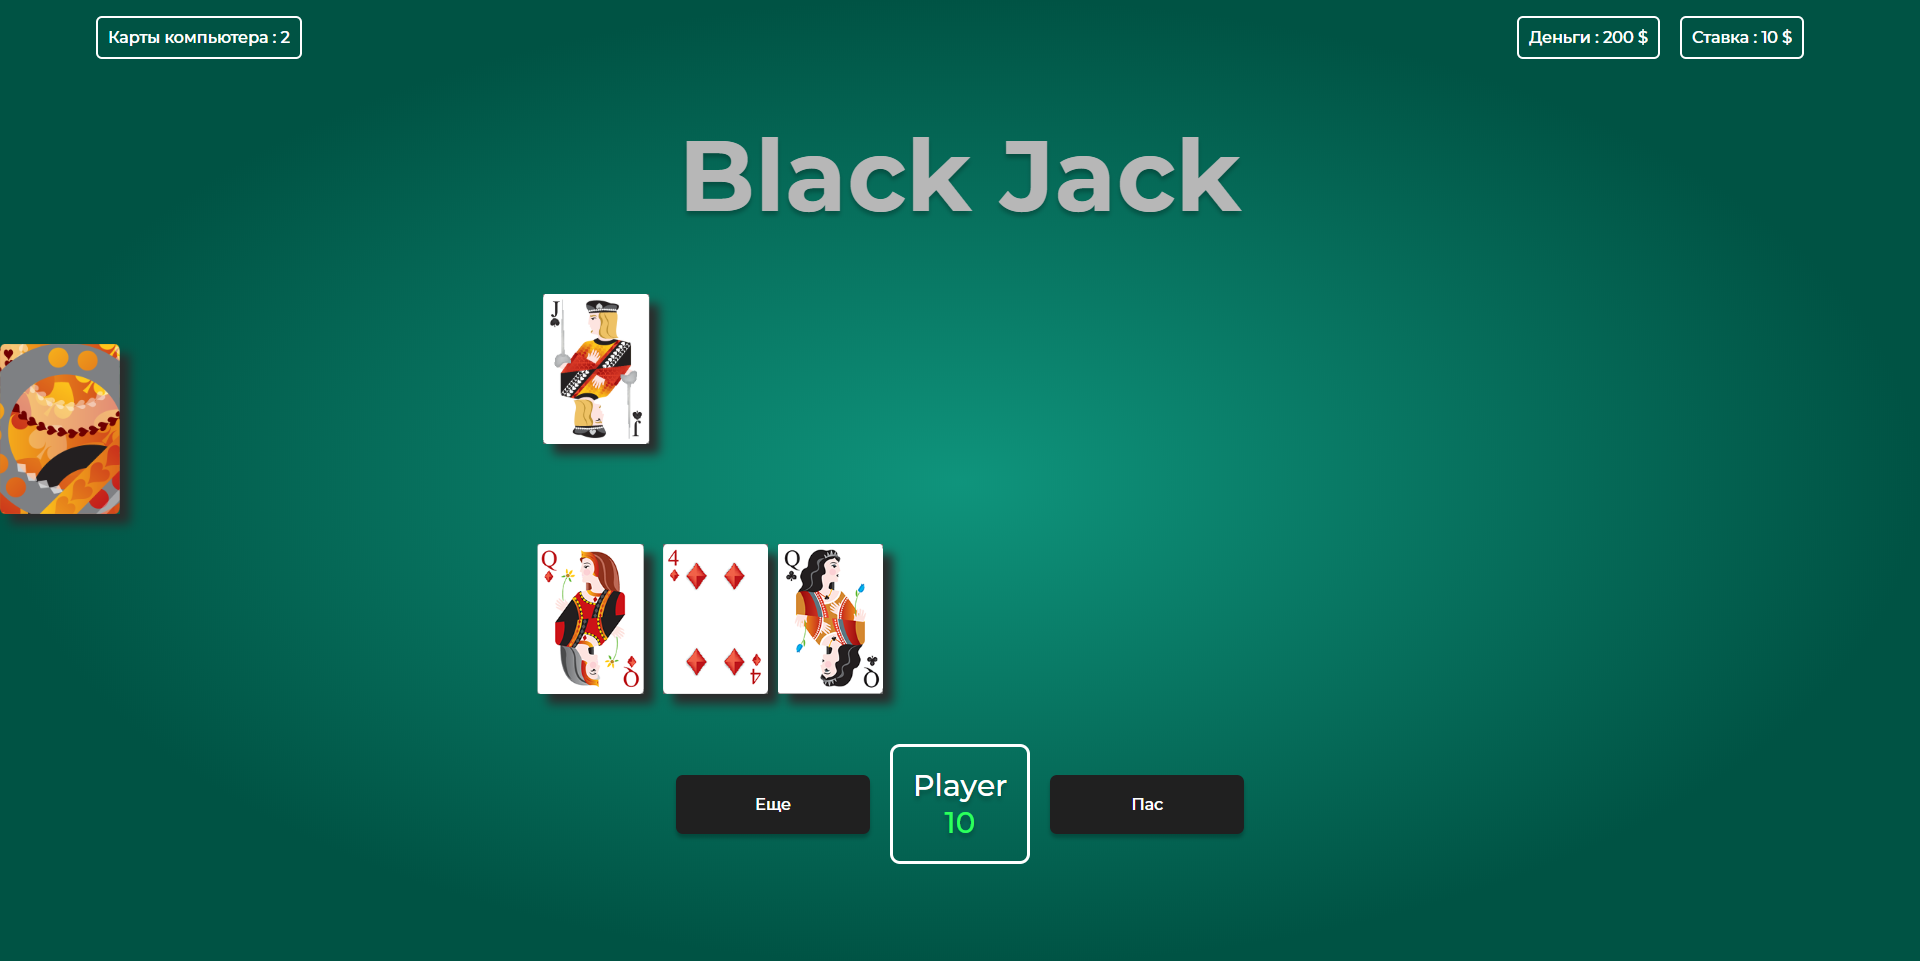 Карты компьютера : 2
Деньги : 200 $
Ставка : 10 $
Black Jack
J
J
Q
Q
4
4
Q
Q
Еще
Player
10
Пас